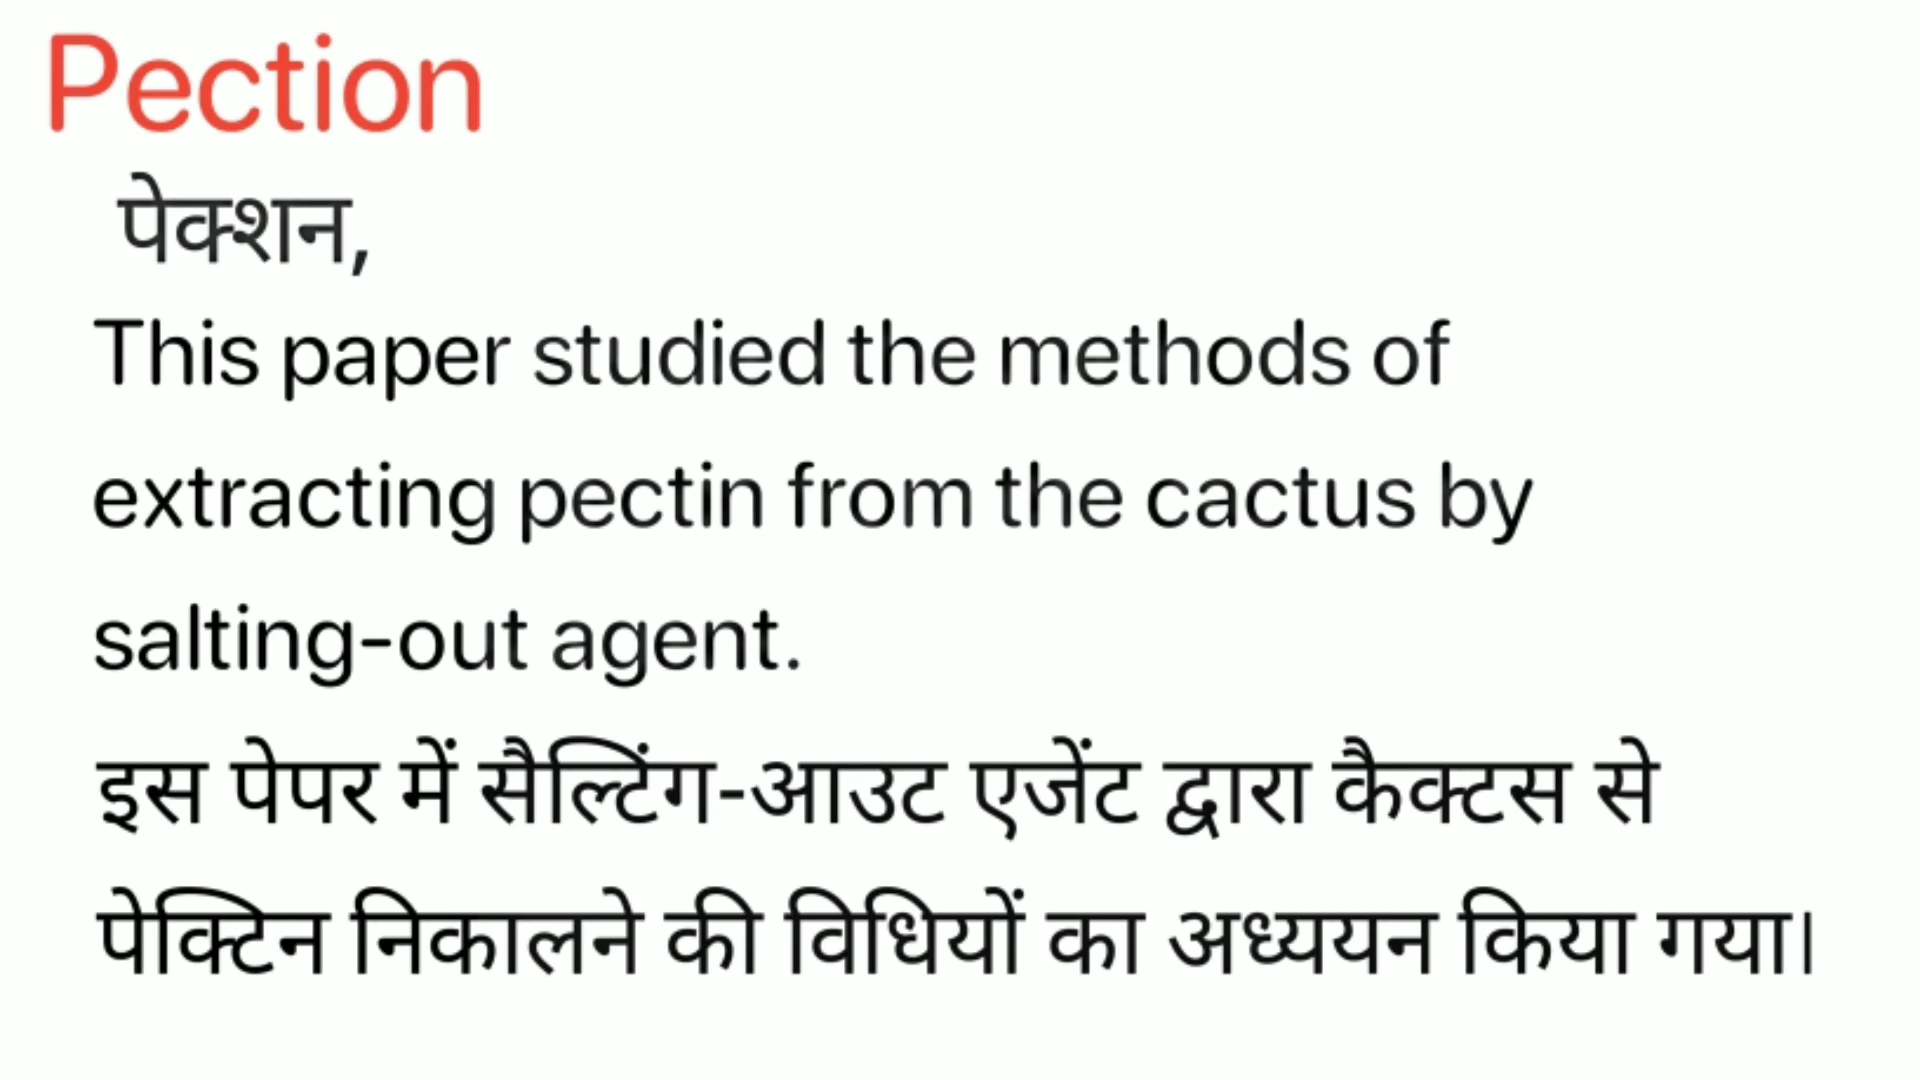 Pection
पेक्शन,
This paper studied the methods of
extracting pectin from the cactus by
salting-out agent.
इस पेपर में सैल्टिंग-आउट एजेंट द्वारा कैक्टस से
पेक्टिन निकालने की विधियों का अध्ययन किया गया।